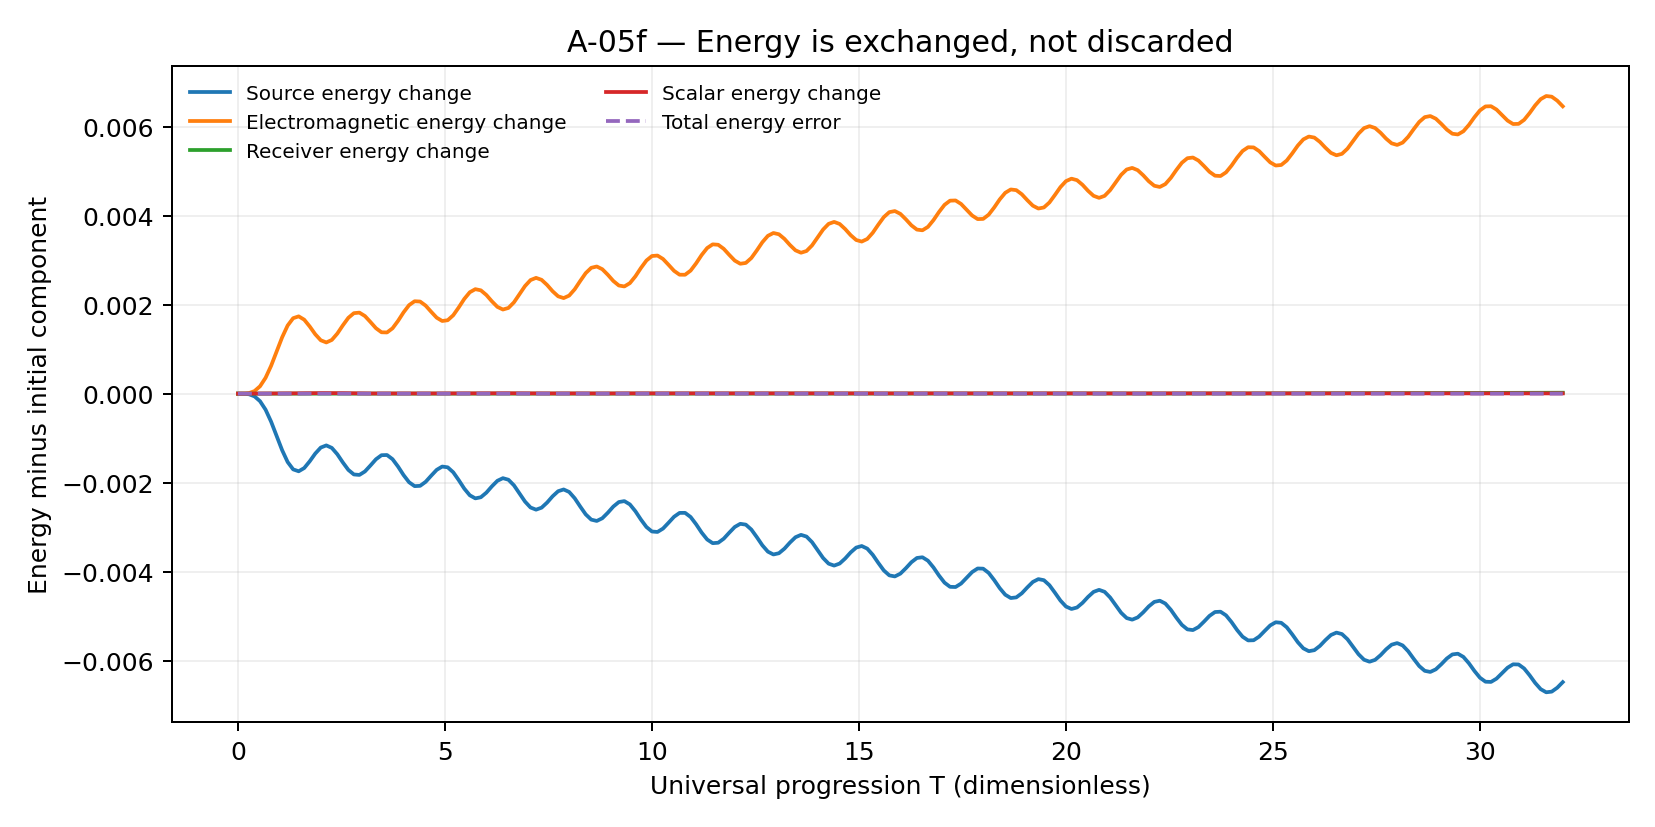 A-05f — Energy is exchanged, not discarded
Source energy change
Electromagnetic energy change
Receiver energy change
Scalar energy change
Total energy error
Energy minus initial component
0.006
0.004
0.002
0.000
−0.002
−0.004
−0.006
0 5 10 15 20 25 30
Universal progression T (dimensionless)